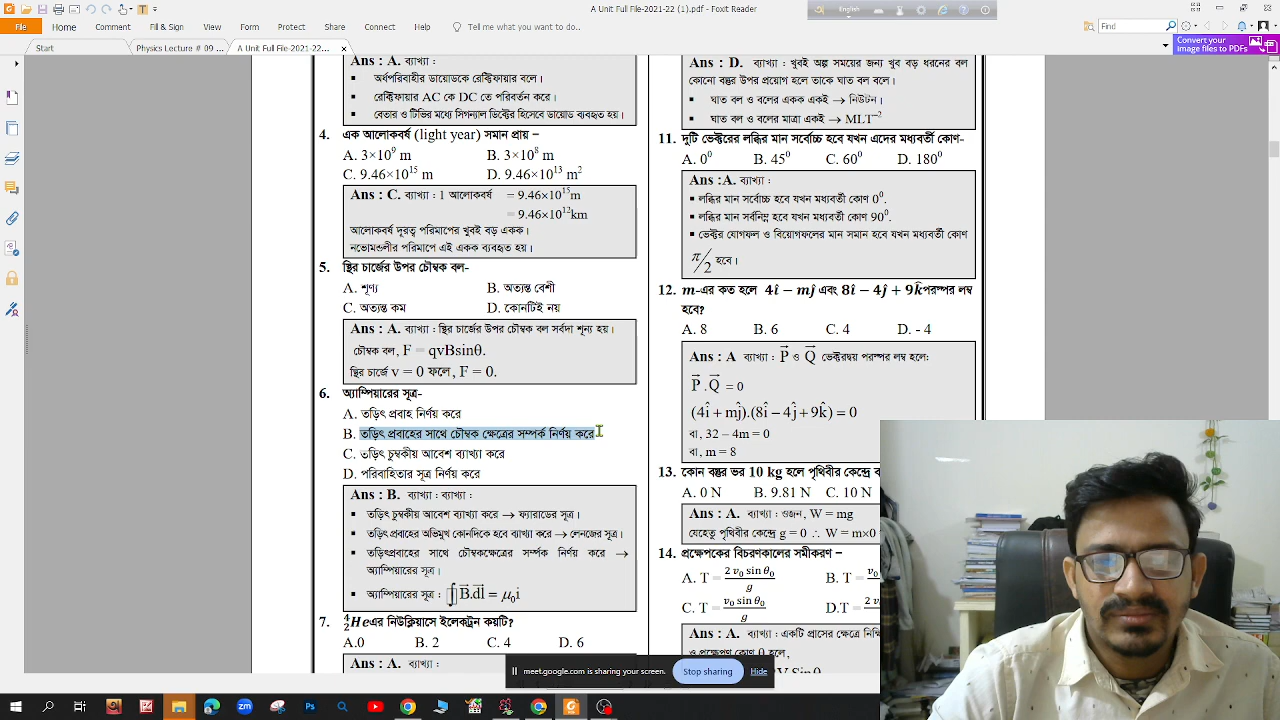 A Unit Full File-2021-22 (1).pdf - Foxit Reader
English
File Home Comment Fill & Sign View Form Protect Share Connect Help Tell me what you want to do... Find
Start Physics Lecture # 09 ... A Unit Full File-2021-22...
Convert your image files to PDFs
Ans : A. ব্যাখ্যা :
▪ অর্ধপরিবাহীর ডায়োডকে রেক্টিফায়ার বলে।
▪ রেক্টিফায়ার AC কে DC তে পরিবর্তন করে।
▪ বেতার ও টিভির মধ্যে সিগন্যাল ডিটেক্টর হিসেবে ডায়োড ব্যবহৃত হয়।
4. এক আলোকবর্ষ (light year) সমান প্রায় –
A. 3×10⁹ m B. 3×10⁸ m
C. 9.46×10¹⁵ m D. 9.46×10¹³ m²
Ans : C. ব্যাখ্যা : 1 আলোকবর্ষ = 9.46×10¹⁵m
= 9.46×10¹²km
আলোকবর্ষ দূরত্ব পরিমাপের খুবই বড় একক।
নভোমন্ডলীর পরিমাপে এই একক ব্যবহৃত হয়।
5. স্থির চার্জের উপর চৌম্বক বল-
A. শূণ্য B. অত্যন্ত বেশী
C. অত্যন্ত কম D. কোনটিই নয়
Ans : A. ব্যাখ্যা : স্থির চার্জের উপর চৌম্বক বল সর্বদা শূন্য হয়।
চৌম্বক বল, F = qvBsinθ.
স্থির চার্জে v = 0 ফলে, F = 0.
6. অ্যাম্পিয়ারের সূত্র-
A. তড়িৎ প্রবাহ নির্ণয় করে
B. তড়িৎ প্রবাহের সাথে চৌম্বক ক্ষেত্রের সম্পর্ক নির্ণয় করে
C. তড়িৎ চুম্বকীয় আবেশ ব্যাখ্যা করে
D. পরিবাহিতার সূত্র নির্ণয় করে
Ans : B. ব্যাখ্যা : ব্যাখ্যা :
▪ তড়িৎ চুম্বকীয় আবেশ ব্যাখ্যা করে → ফ্যারাডের সূত্র।
▪ তড়িৎ প্রবাহের অভিমুখ কোনদিকে হবে ব্যাখ্যা করে → লেনজের সূত্র।
▪ তড়িৎপ্রবাহের সাথে চৌম্বকক্ষেত্রের সর্ম্পক নির্ণয় করে →
অ্যাম্পিয়ারের সূত্র।
▪ অ্যাম্পিয়ারের সূত্র : ∮B⃗.dl⃗ = μ₀i
7. ⁴₂He এর নিউক্লিয়াসে ইলেকট্রন কয়টি?
A.0 B. 2 C. 4 D. 6
Ans : A. ব্যাখ্যা :
Ans : D. ব্যাখ্যা : খুবই অল্প সময়ের জন্য খুব বড় ধরনের বল
কোনো বস্তুর উপর প্রয়োগ হলে তাকে ঘাত বল বলে।
▪ ঘাত বল ও বলের একক একই → নিউটন।
▪ ঘাত বল ও বলের মাত্রা একই → MLT⁻²
11. দুটি ভেক্টরের লব্ধির মান সর্বোচ্চ হবে যখন এদের মধ্যবর্তী কোণ-
A. 0⁰ B. 45⁰ C. 60⁰ D. 180⁰
Ans :A. ব্যাখ্যা :
▪ লব্ধির মান সর্বোচ্চ হবে যখন মধ্যবর্তী কোণ 0⁰.
▪ লব্ধির মান সর্বনিম্ন হবে যখন মধ্যবর্তী কোণ 90⁰.
▪ ভেক্টর যোগফল ও বিয়োগফলের মান সমান হবে যখন মধ্যবর্তী কোণ
π/2 হবে।
12. m-এর কত হলে 4î − mĵ এবং 8î − 4ĵ + 9k̂ পরস্পর লম্ব
হবে?
A. 8 B. 6 C. 4 D. - 4
Ans : A ব্যাখ্যা : P⃗ ও Q⃗ ভেক্টরদ্বয় পরস্পর লম্ব হলে:
P⃗.Q⃗ = 0
(4î + mĵ).(8î − 4ĵ + 9k̂) = 0
বা, 32 – 4m = 0
বা, m = 8
13. কোন বস্তুর ভর 10 kg হলে পৃথিবীর কেন্দ্রে
A. 0 N B. 9.81 N C. 10 N
Ans : A. ব্যাখ্যা : ওজন, W = mg
যেহেতু পৃথিবীর কেন্দ্রে g = 0 ∴ W = m×0
14. প্রক্ষেপকের বিচরণকালের সমীকরণ –
A. T = 2 v₀ sin θ₀ / g B. T =
C. T = v₀ sin θ₀ / g D.T =
Ans : A. ব্যাখ্যা : একটি প্রাসের ক্ষেত্রে
ও প্রক্ষেপণ কোণ θ হলে,
meet.google.com is sharing your screen. Stop sharing Hide